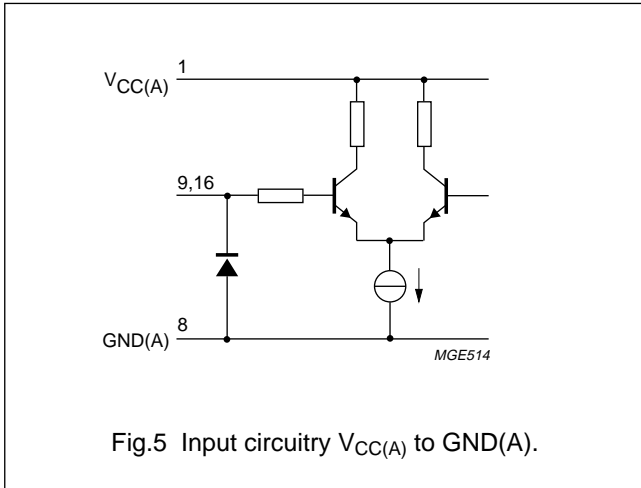 1
VCC(A)
9,16
8
GND(A)
MGE514
Fig.5 Input circuitry VCC(A) to GND(A).